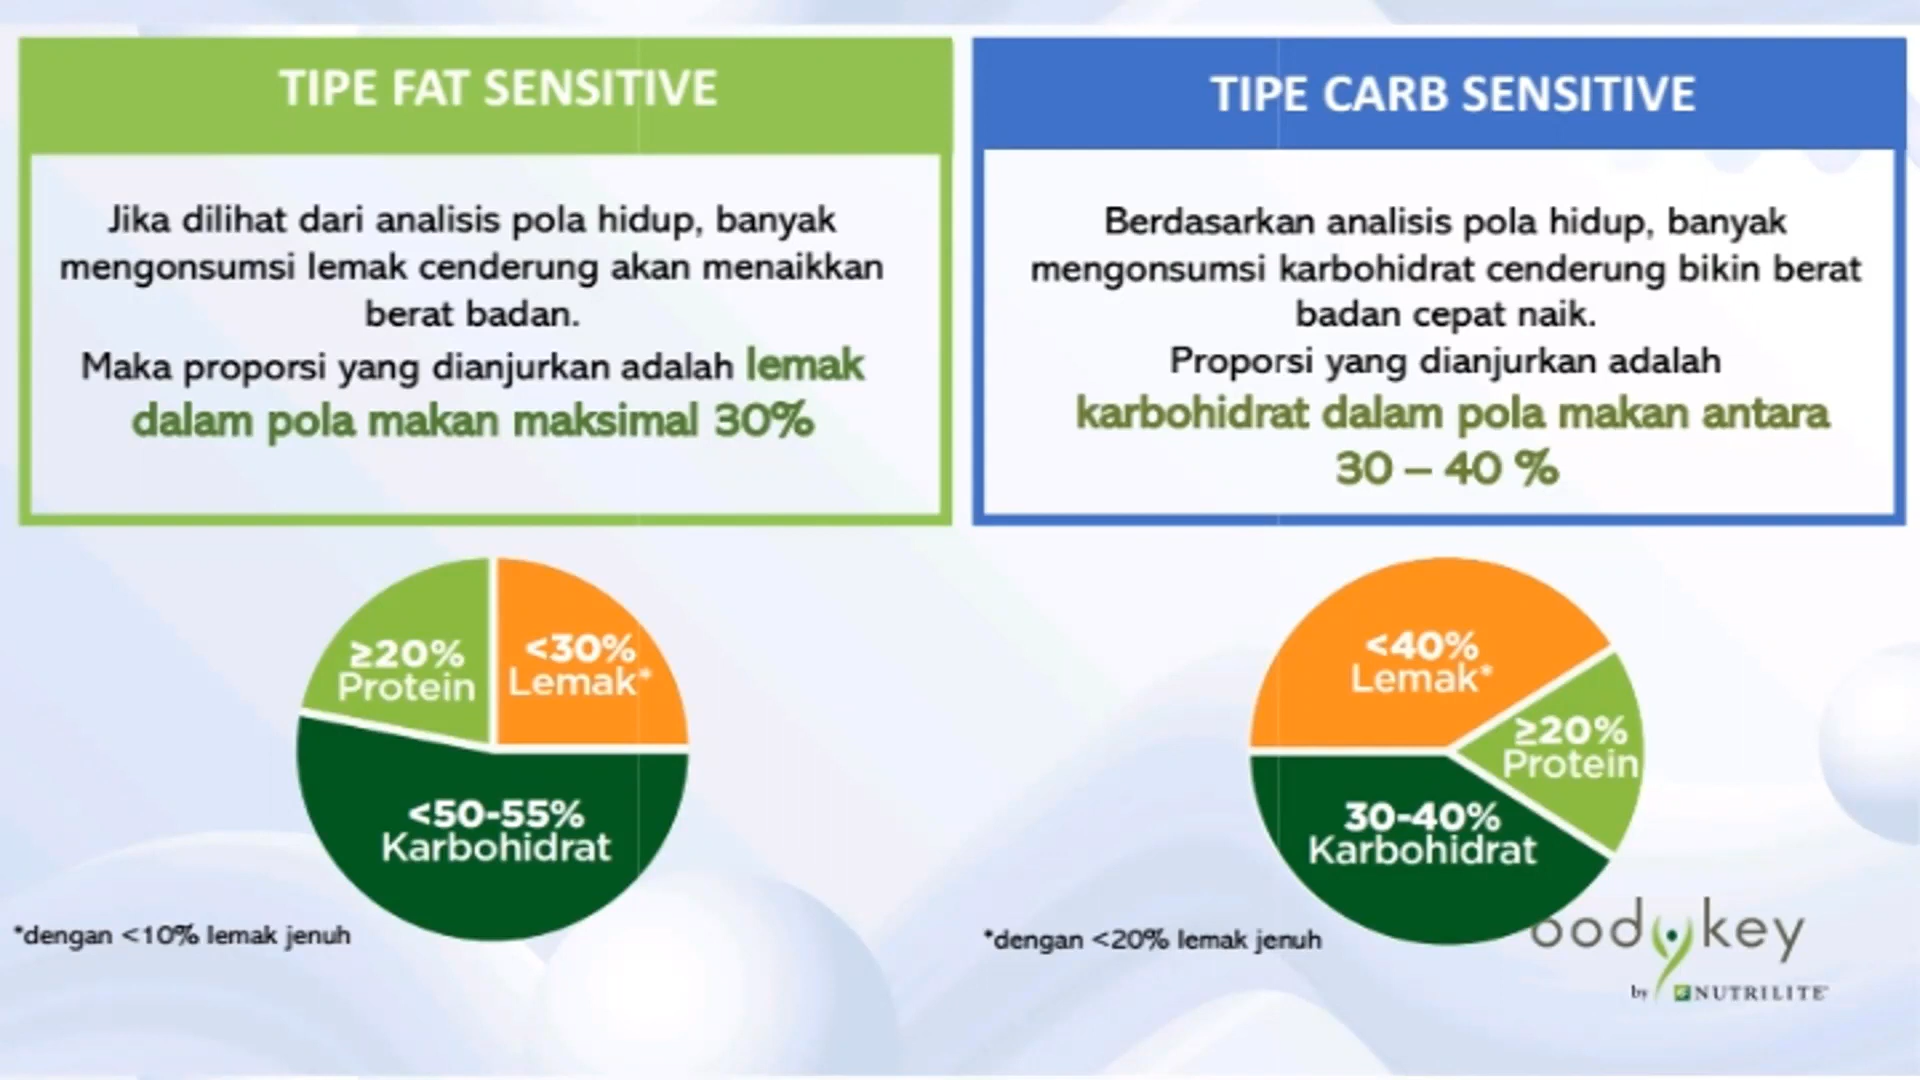 TIPE FAT SENSITIVE
Jika dilihat dari analisis pola hidup, banyak
mengonsumsi lemak cenderung akan menaikkan
berat badan.
Maka proporsi yang dianjurkan adalah lemak
dalam pola makan maksimal 30%
≥20%
Protein
<30%
Lemak*
<50-55%
Karbohidrat
*dengan <10% lemak jenuh
TIPE CARB SENSITIVE
Berdasarkan analisis pola hidup, banyak
mengonsumsi karbohidrat cenderung bikin berat
badan cepat naik.
Proporsi yang dianjurkan adalah
karbohidrat dalam pola makan antara
30 – 40 %
<40%
Lemak*
≥20%
Protein
30-40%
Karbohidrat
*dengan <20% lemak jenuh
bodykey
by NUTRILITE